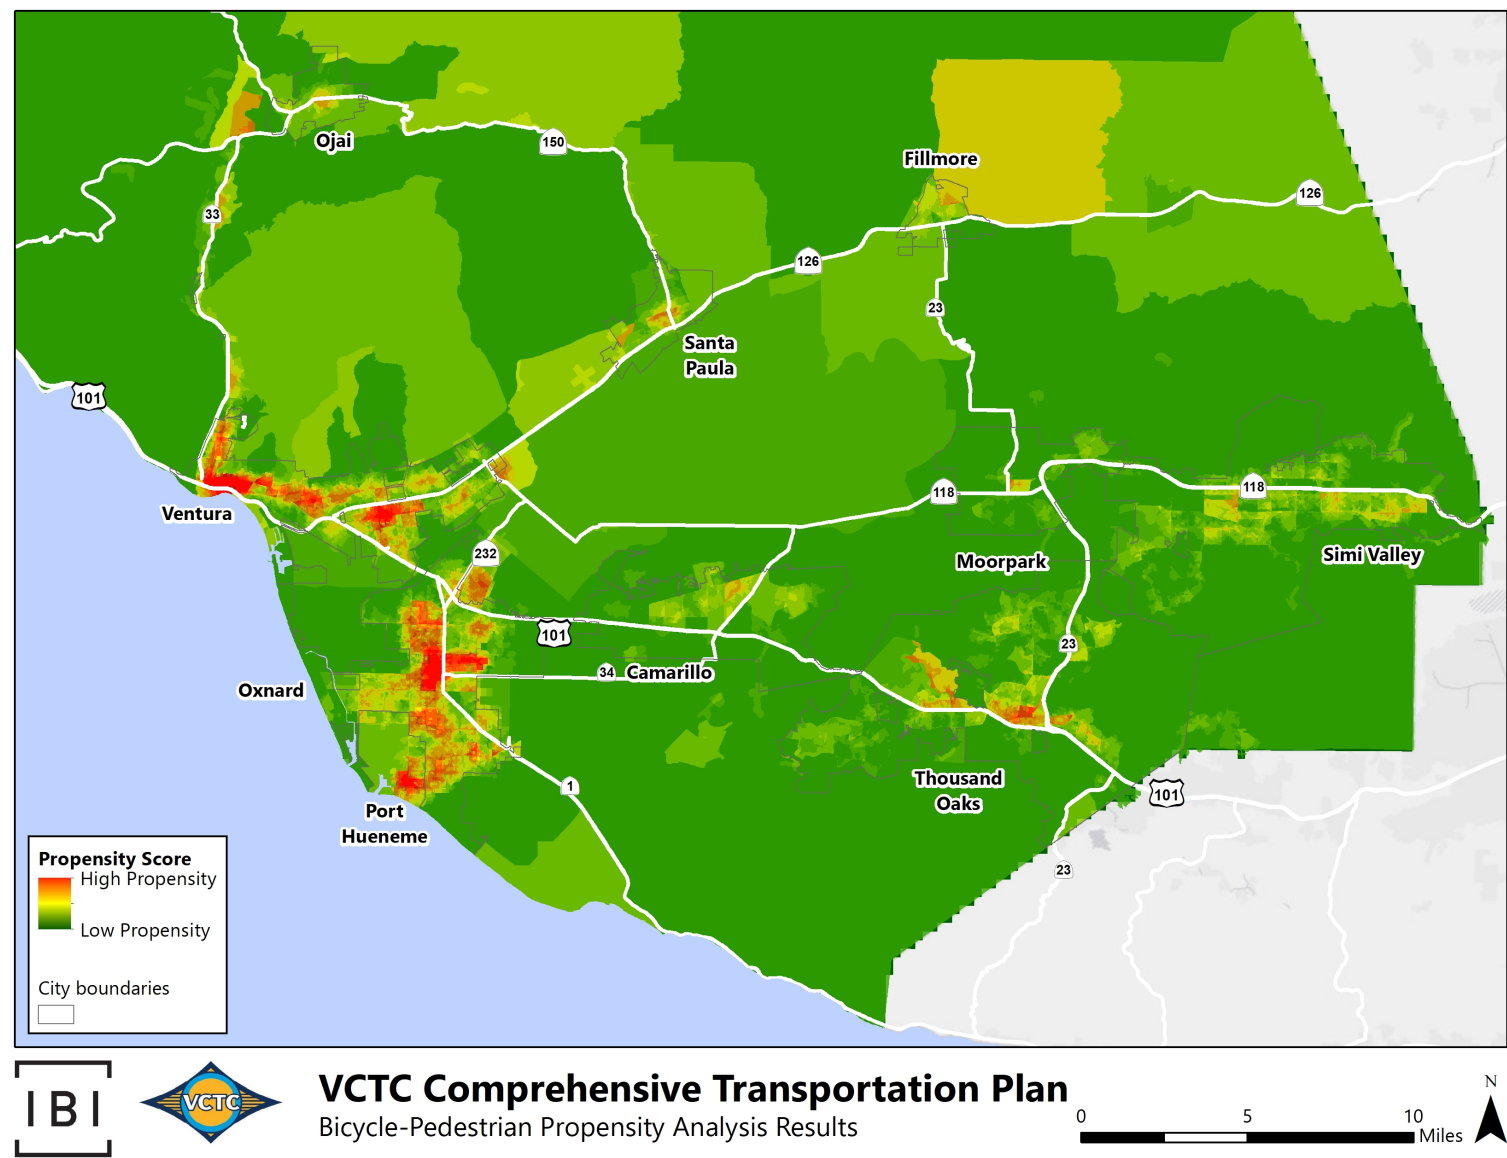 Ojai
150
Fillmore
33
126
126
23
Santa
Paula
101
118
118
Ventura
232
Moorpark
Simi Valley
101
23
34
Camarillo
Oxnard
Thousand
Oaks
1
101
Port
Hueneme
23
Propensity Score
High Propensity
Low Propensity
City boundaries
IBI
VCTC
VCTC Comprehensive Transportation Plan
Bicycle-Pedestrian Propensity Analysis Results
0 5 10
Miles
N